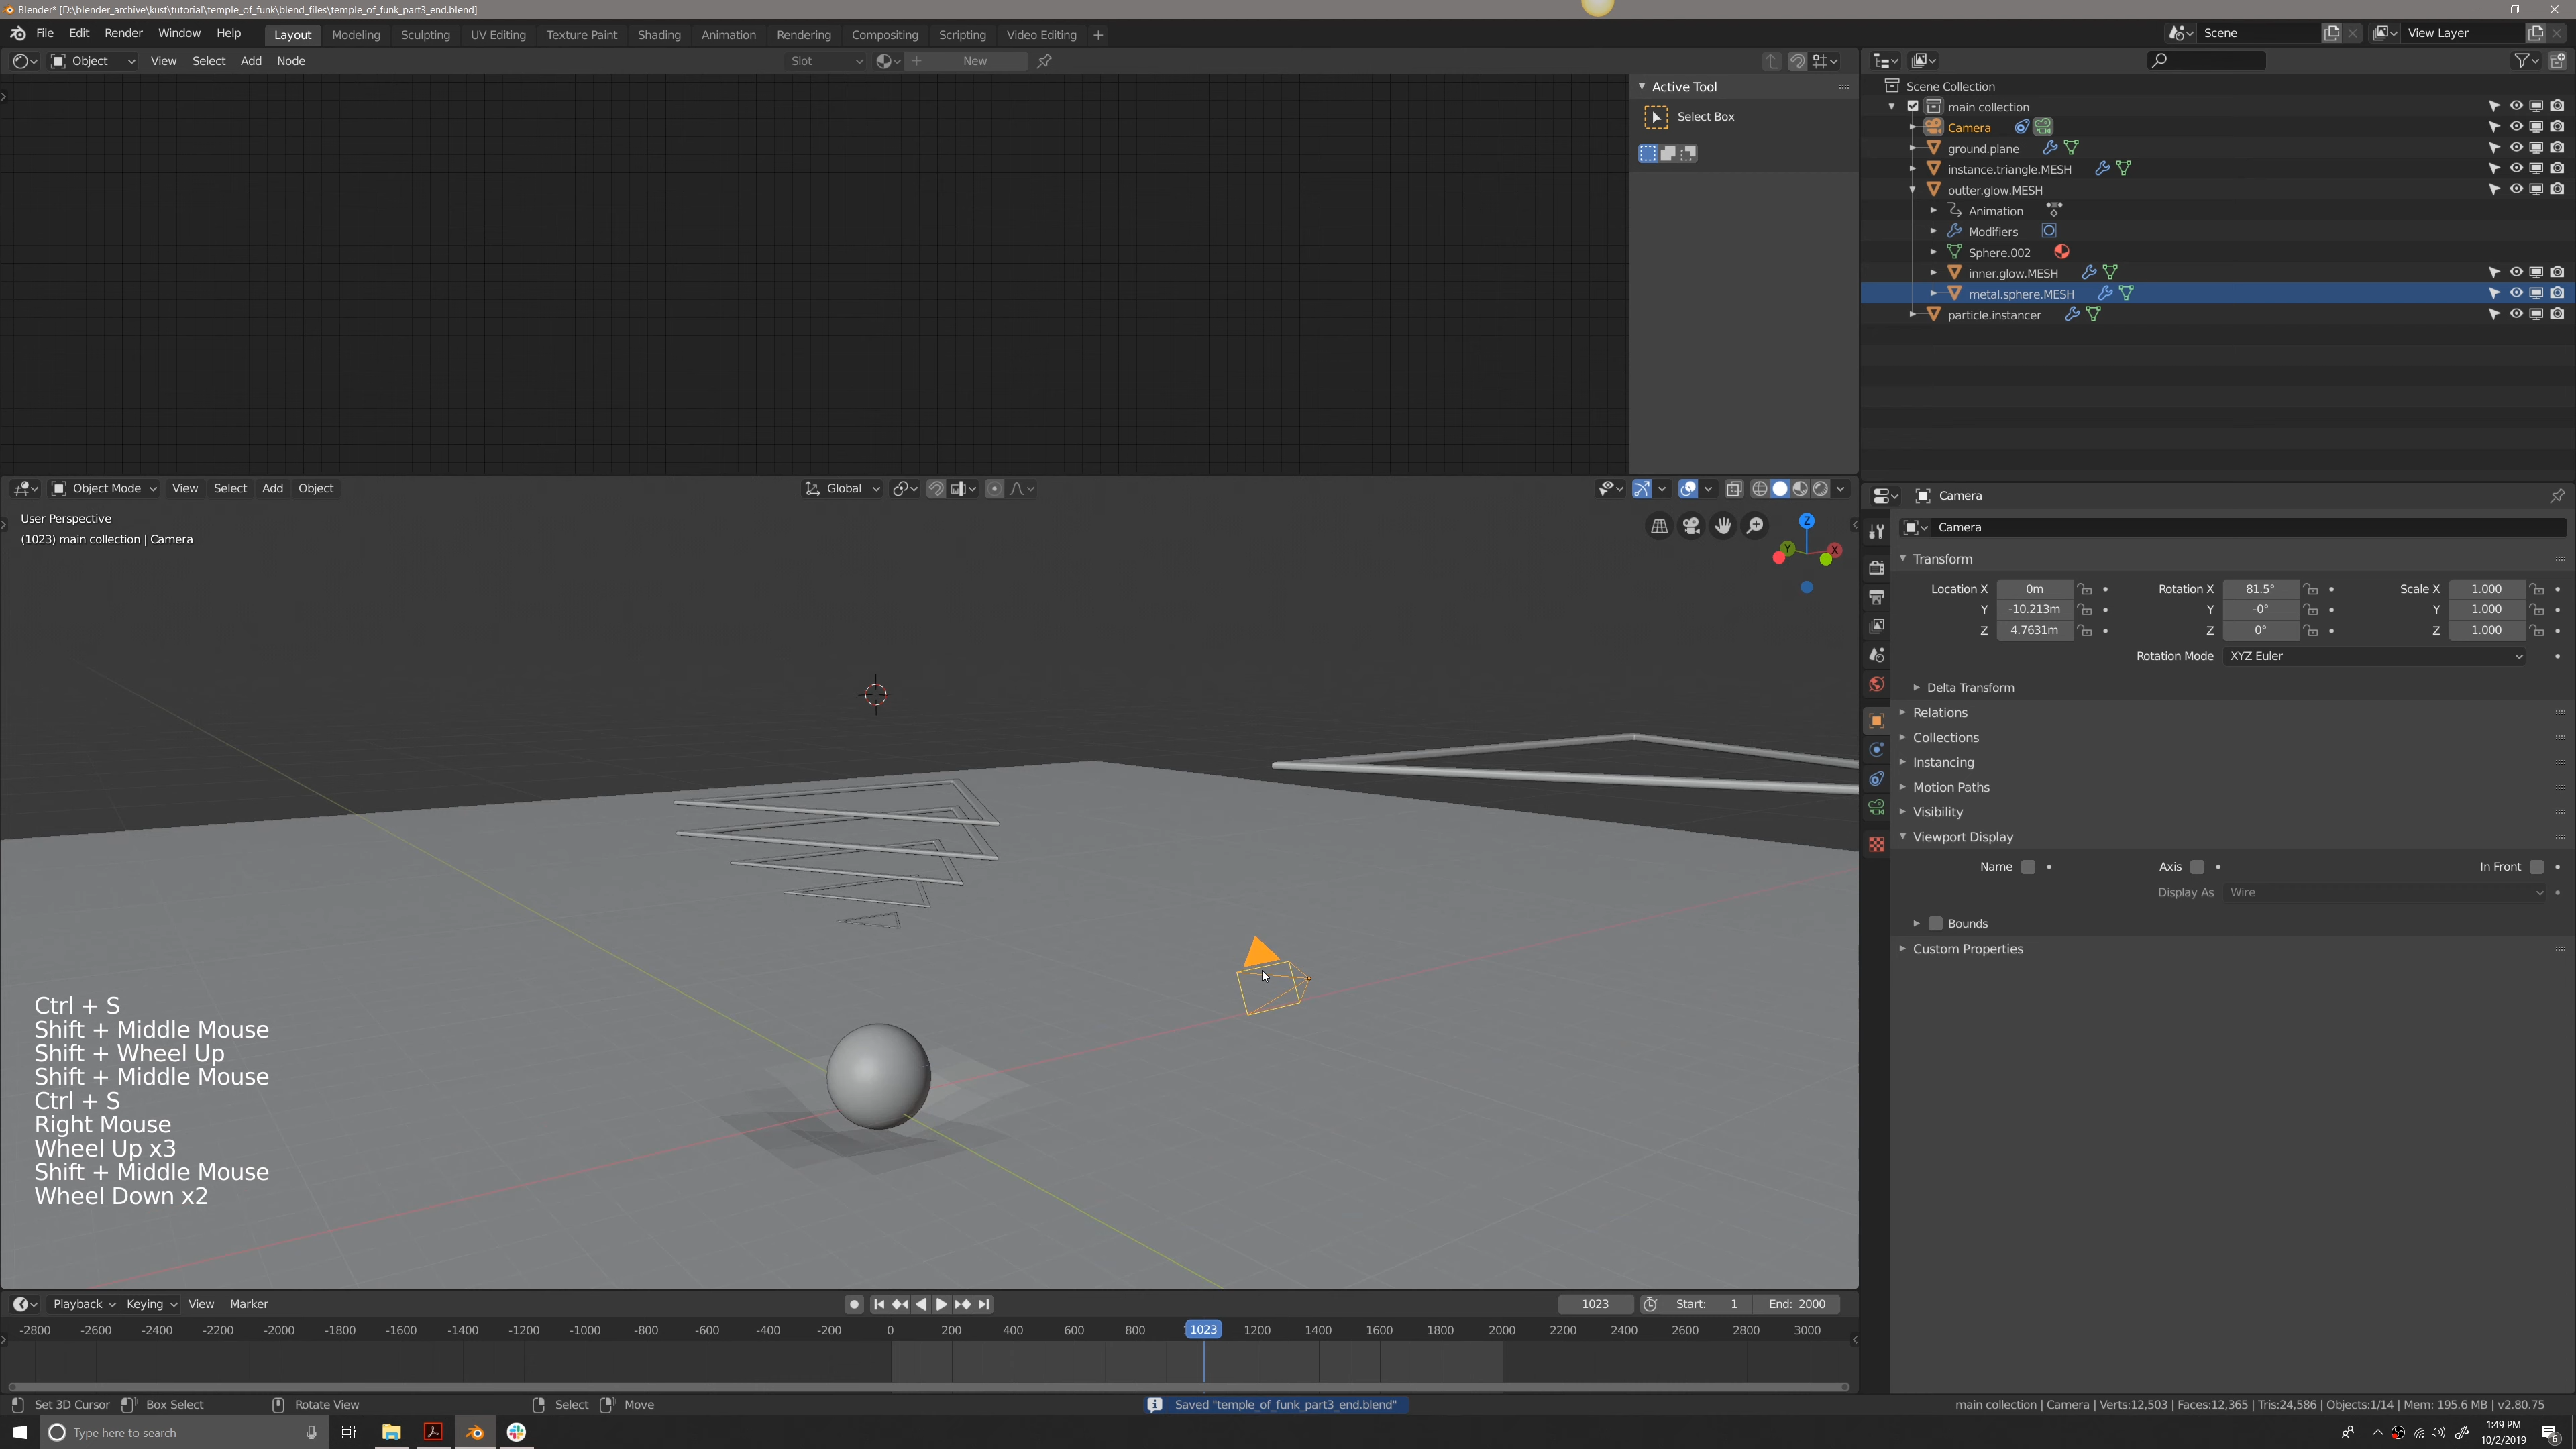 Blender* [D:\blender_archive\kust\tutorial\temple_of_funk\blend_files\temple_of_funk_part3_end.blend]
File Edit Render Window Help Layout Modeling Sculpting UV Editing Texture Paint Shading Animation Rendering Compositing Scripting Video Editing + Scene View Layer
Object View Select Add Node Slot New
Active Tool
Select Box
Scene Collection
main collection
Camera
ground.plane
instance.triangle.MESH
outter.glow.MESH
Animation
Modifiers
Sphere.002
inner.glow.MESH
metal.sphere.MESH
particle.instancer
Object Mode View Select Add Object Global
User Perspective
(1023) main collection | Camera
Z
Y
X
Ctrl + S
Shift + Middle Mouse
Shift + Wheel Up
Shift + Middle Mouse
Ctrl + S
Right Mouse
Wheel Up x3
Shift + Middle Mouse
Wheel Down x2
Camera
Camera
Transform
Location X 0m Rotation X 81.5° Scale X 1.000
Y -10.213m Y -0° Y 1.000
Z 4.7631m Z 0° Z 1.000
Rotation Mode XYZ Euler
Delta Transform
Relations
Collections
Instancing
Motion Paths
Visibility
Viewport Display
Name Axis In Front
Display As Wire
Bounds
Custom Properties
Playback Keying View Marker 1023 Start: 1 End: 2000
-2800 -2600 -2400 -2200 -2000 -1800 -1600 -1400 -1200 -1000 -800 -600 -400 -200 0 200 400 600 800 1023 1200 1400 1600 1800 2000 2200 2400 2600 2800 3000
Set 3D Cursor Box Select Rotate View Select Move Saved "temple_of_funk_part3_end.blend" main collection | Camera | Verts:12,503 | Faces:12,365 | Tris:24,586 | Objects:1/14 | Mem: 195.6 MB | v2.80.75
Type here to search
1:49 PM
10/2/2019
6